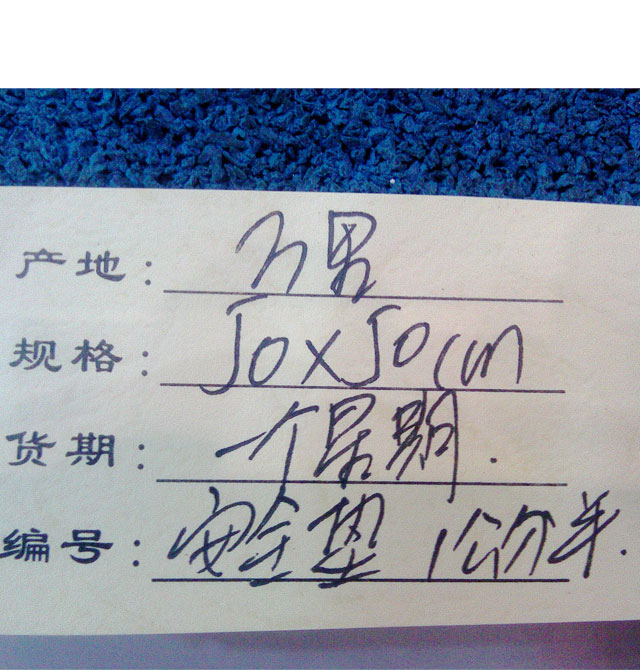 产地:
规格: 50x50cm
货期: 一个星期.
编号: 安全垫 1公分半.